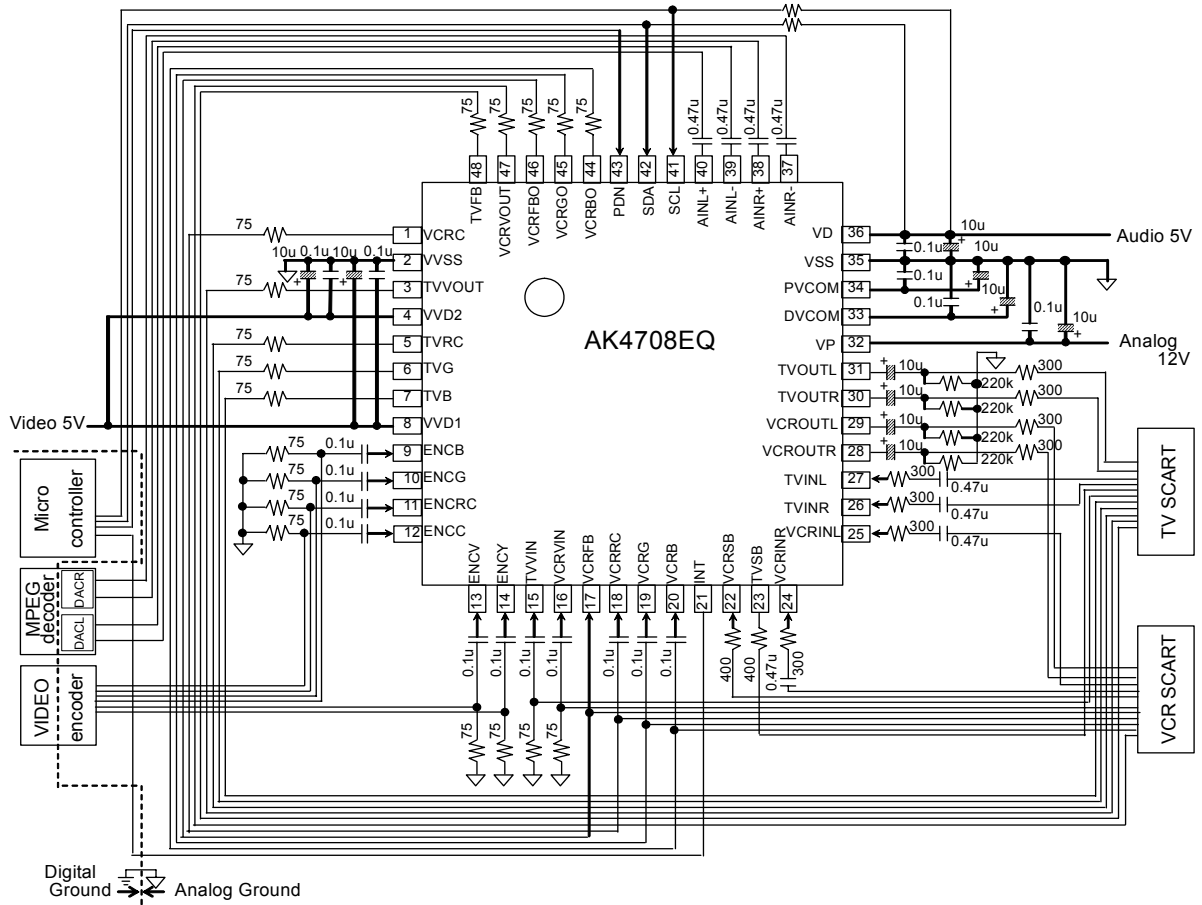 75
75
75
75
75
0.47u
0.47u
0.47u
0.47u
48
47
46
45
44
43
42
41
40
39
38
37
TVFB
VCRVOUT
VCRFBO
VCRGO
VCRBO
PDN
SDA
SCL
AINL+
AINL-
AINR+
AINR-
75
1
VCRC
10u
0.1u
10u
0.1u
2
VVSS
75
3
TVVOUT
4
VVD2
75
5
TVRC
6
TVG
75
7
TVB
Video 5V
8
VVD1
75
0.1u
9
ENCB
75
0.1u
10
ENCG
75
0.1u
11
ENCRC
75
0.1u
12
ENCC
AK4708EQ
VD
36
10u
Audio 5V
0.1u
+
10u
VSS
35
0.1u
+
10u
PVCOM
34
0.1u
+
DVCOM
33
0.1u
10u
+
VP
32
Analog
12V
TVOUTL
31
+
10u
300
220k
TVOUTR
30
+
10u
220k
VCROUTL
29
+
10u
220k
VCROUTR
28
+
10u
300
220k
TVINL
27
300
0.47u
TVINR
26
300
0.47u
VCRINL
25
300
0.47u
ENCV
ENCY
TVVIN
VCRVIN
VCRFB
VCRRC
VCRG
VCRB
INT
VCRSB
TVSB
VCRINR
13
14
15
16
17
18
19
20
21
22
23
24
0.1u
0.1u
0.1u
0.1u
0.1u
0.1u
0.1u
400
400
0.47u
300
75
75
75
75
Micro
controller
MPEG
decoder
DACR
DACL
VIDEO
encoder
TV SCART
VCR SCART
Digital
Ground
Analog Ground